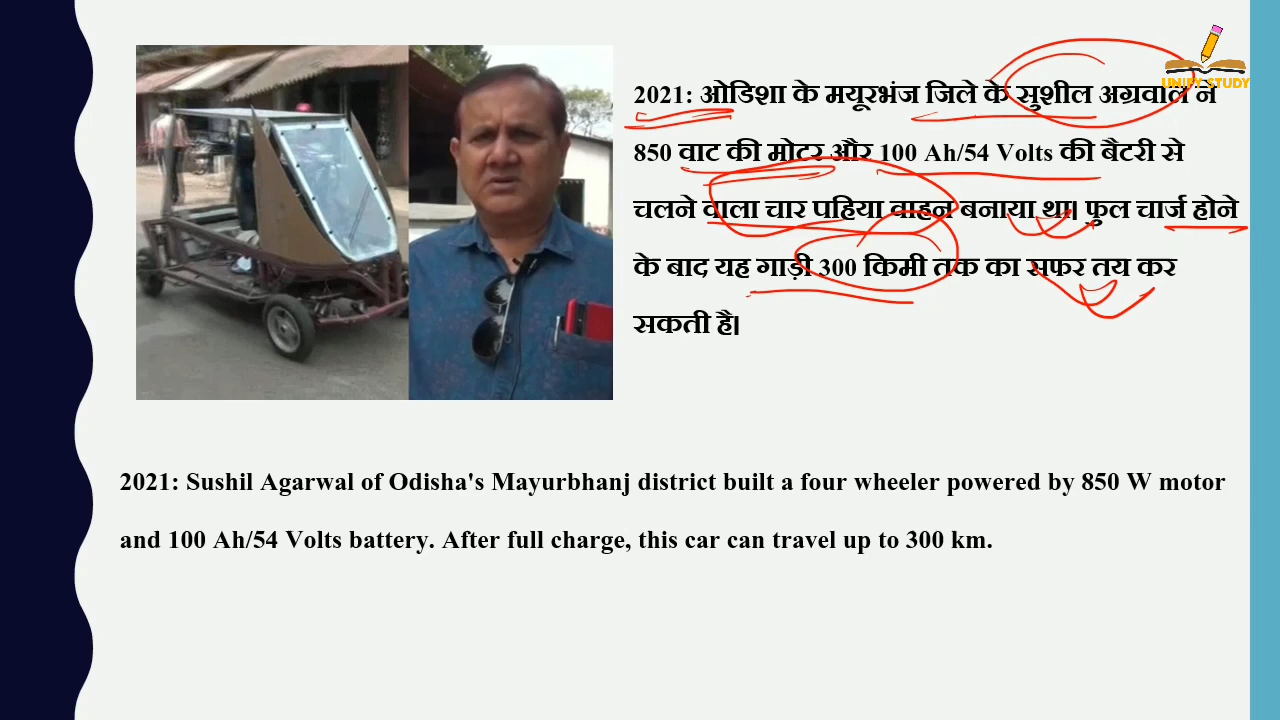 2021: ओडिशा के मयूरभंज जिले के सुशील अग्रवाल ने
850 वाट की मोटर और 100 Ah/54 Volts की बैटरी से
चलने वाला चार पहिया वाहन बनाया था। फुल चार्ज होने
के बाद यह गाड़ी 300 किमी तक का सफर तय कर
सकती है।
UNIFY STUDY
2021: Sushil Agarwal of Odisha's Mayurbhanj district built a four wheeler powered by 850 W motor
and 100 Ah/54 Volts battery. After full charge, this car can travel up to 300 km.